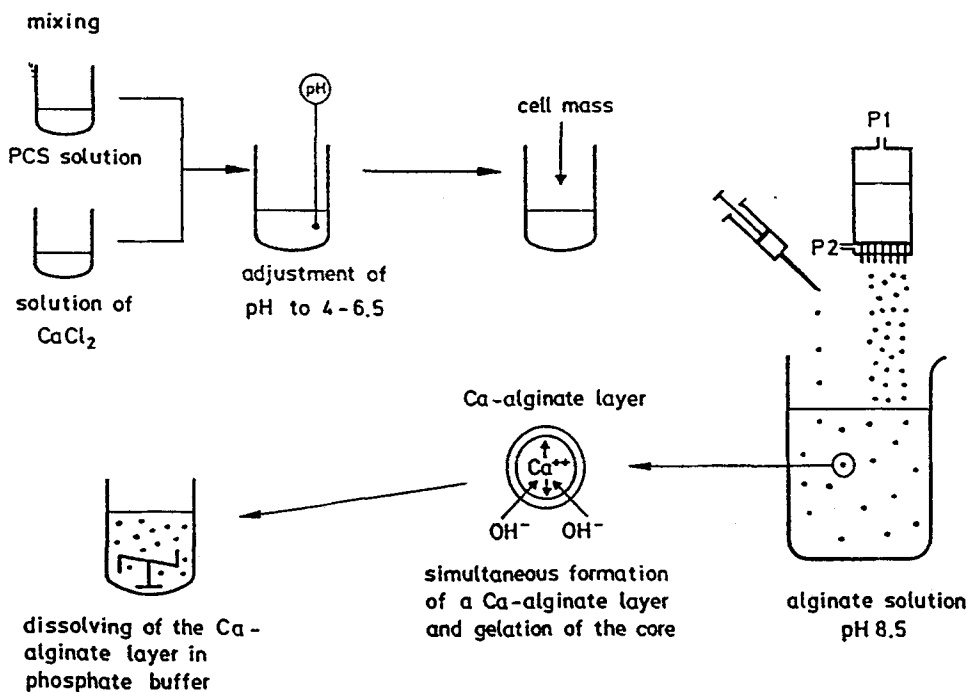 mixing
PCS solution
solution of
CaCl₂
pH
adjustment of
pH to 4-6.5
cell mass
P1
P2
alginate solution
pH 8.5
Ca-alginate layer
Ca⁺⁺
OH⁻ OH⁻
simultaneous formation
of a Ca-alginate layer
and gelation of the core
dissolving of the Ca-
alginate layer in
phosphate buffer